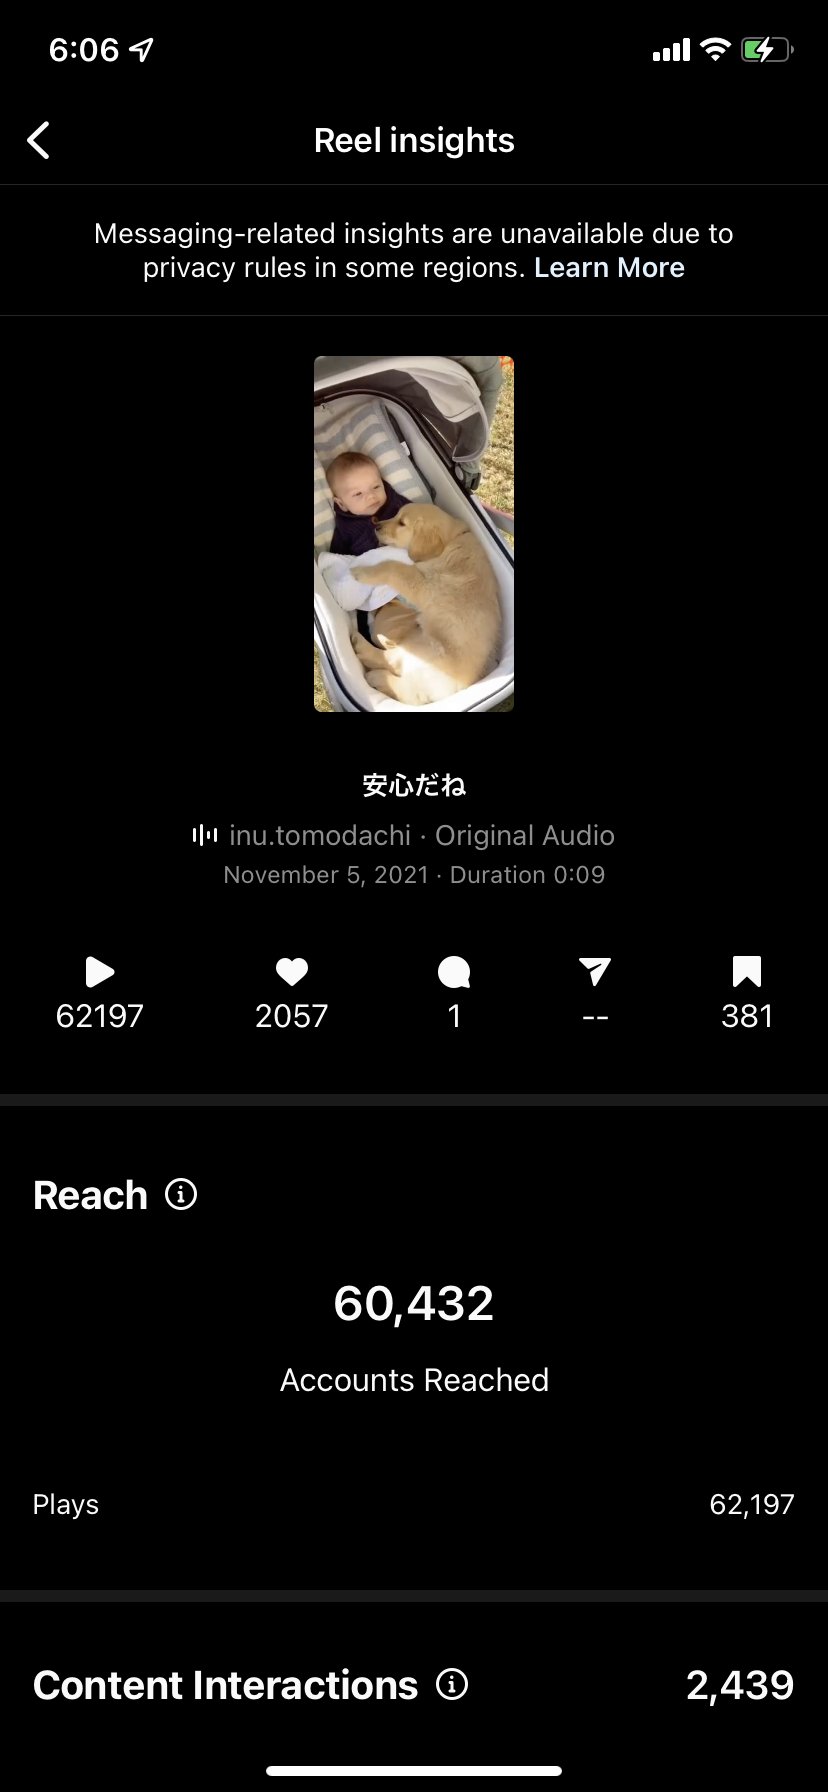 6:06
Reel insights
Messaging-related insights are unavailable due to
privacy rules in some regions. Learn More
安心だね
inu.tomodachi · Original Audio
November 5, 2021 · Duration 0:09
62197 2057 1 -- 381
Reach
60,432
Accounts Reached
Plays 62,197
Content Interactions 2,439